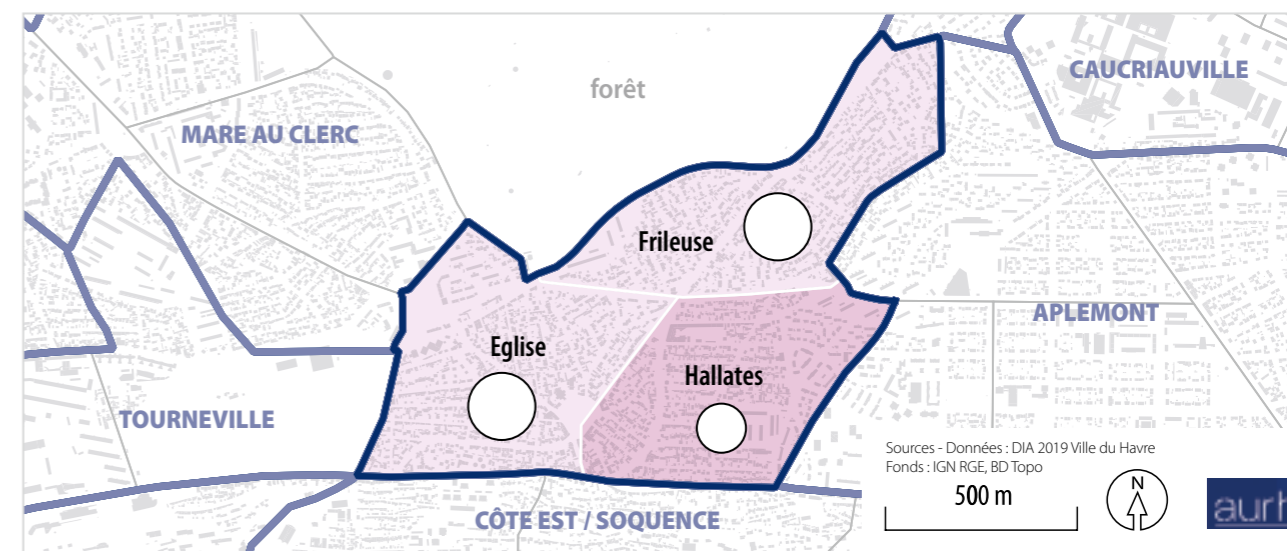 forêt
CAUCRIAUVILLE
MARE AU CLERC
Frileuse
APLEMONT
Eglise
Hallates
TOURNEVILLE
Sources - Données : DIA 2019 Ville du Havre
Fonds : IGN RGE, BD Topo
500 m
N
CÔTE EST / SOQUENCE
aurh